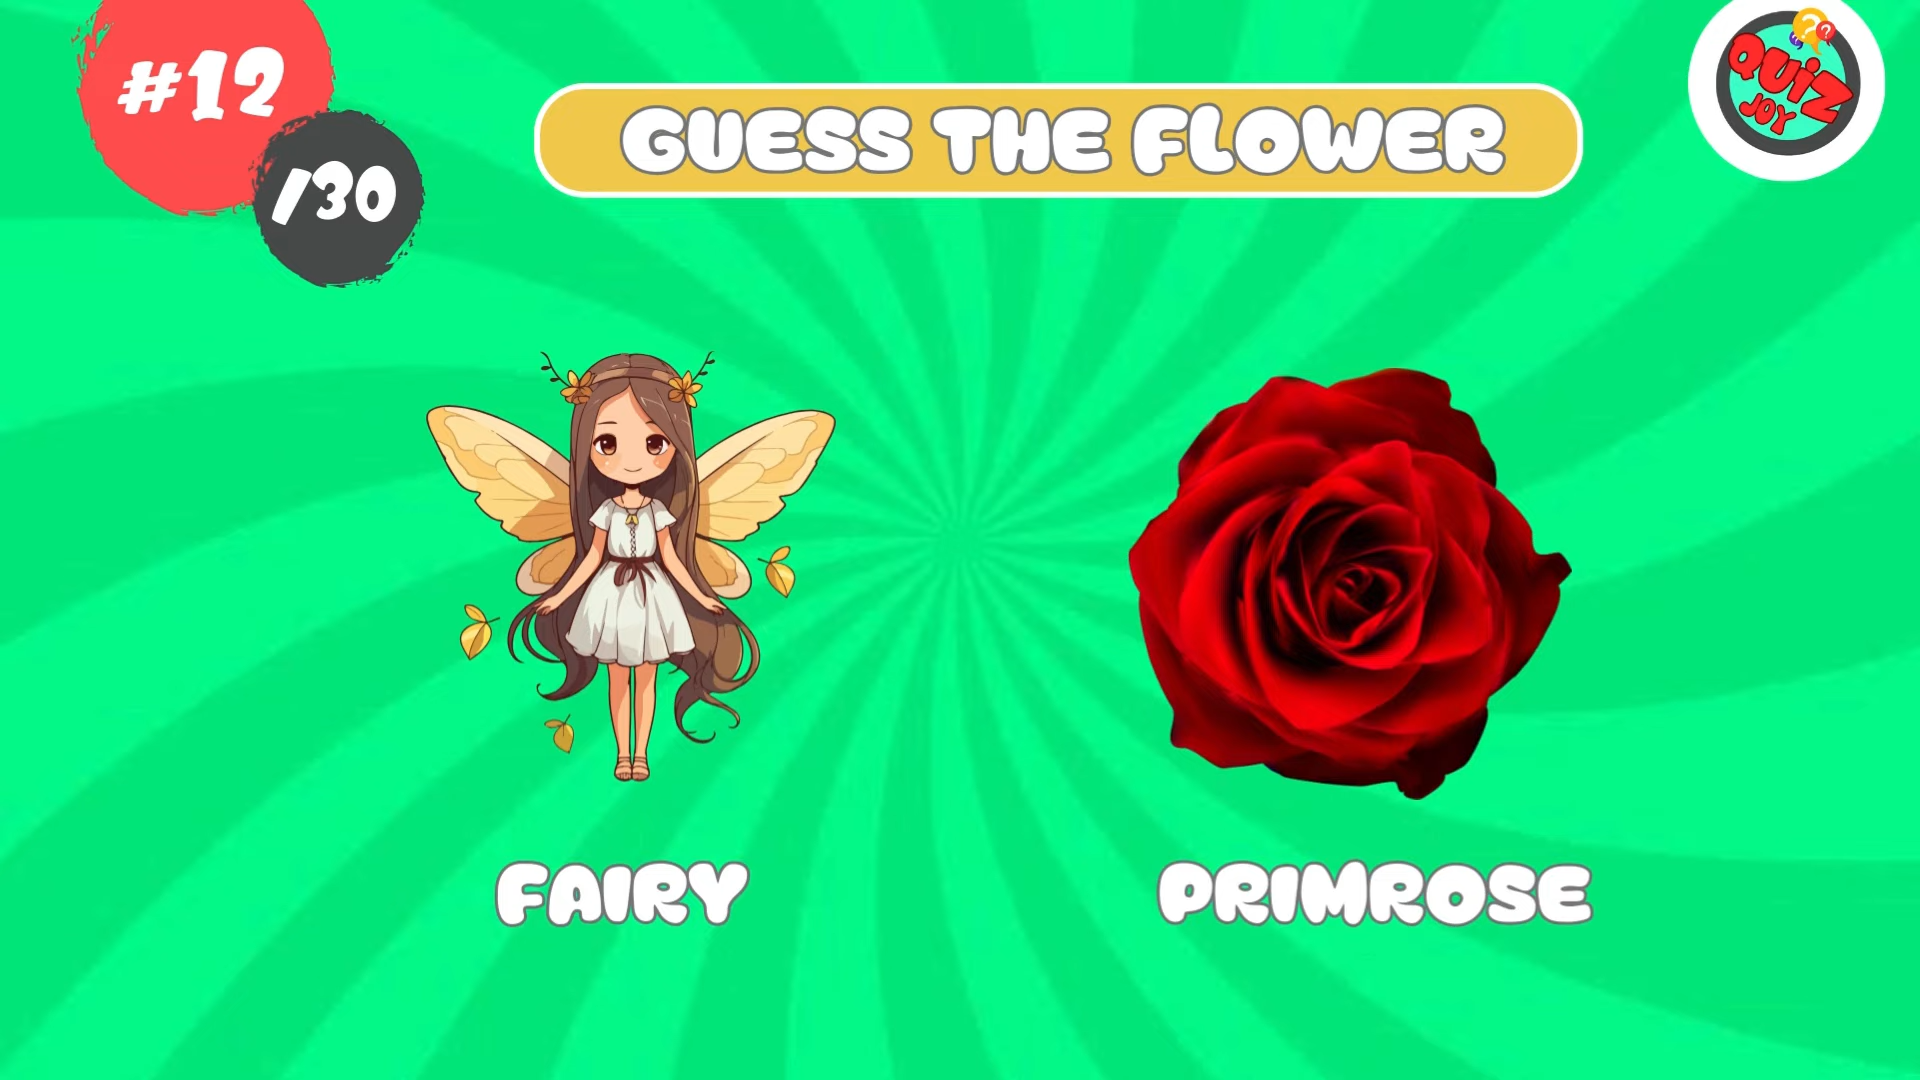 #12
/30
GUESS THE FLOWER
QUIZ
JOY
FAIRY
PRIMROSE